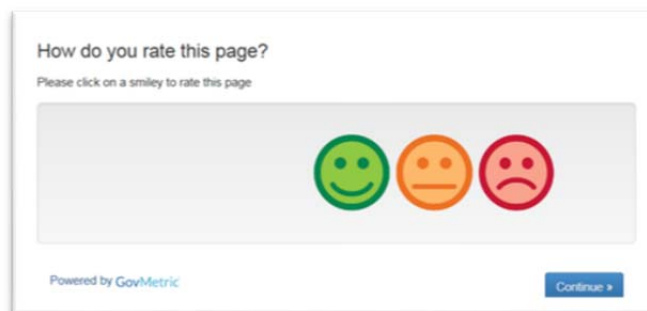 How do you rate this page?
Please click on a smiley to rate this page
Powered by GovMetric
Continue »